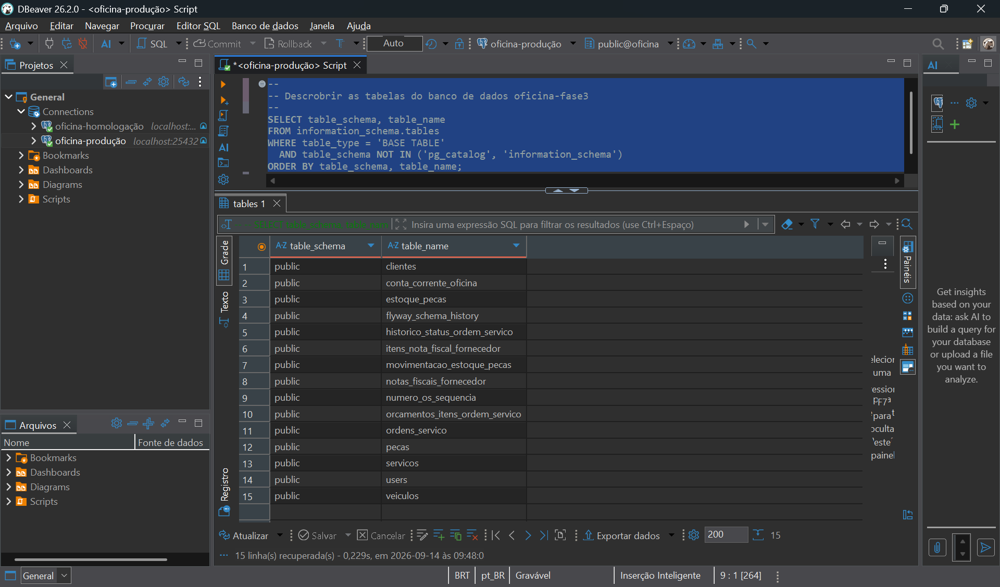 DBeaver 26.2.0 - <oficina-produção> Script
Arquivo Editar Navegar Procurar Editor SQL Banco de dados Janela Ajuda
AI SQL Commit Rollback T Auto oficina-produção public@oficina
Projetos
General
Connections
oficina-homologação localhost:...
oficina-produção localhost:25432
Bookmarks
Dashboards
Diagrams
Scripts
*<oficina-produção> Script
--
-- Descrobrir as tabelas do banco de dados oficina-fase3
--
SELECT table_schema, table_name
FROM information_schema.tables
WHERE table_type = 'BASE TABLE'
AND table_schema NOT IN ('pg_catalog', 'information_schema')
ORDER BY table_schema, table_name;
AI
tables 1
-- -- SELECT table_schema, table_nam
Insira uma expressão SQL para filtrar os resultados (use Ctrl+Espaço)
Grade
Texto
Registro
A-Z table_schema A-Z table_name
1 public clientes
2 public conta_corrente_oficina
3 public estoque_pecas
4 public flyway_schema_history
5 public historico_status_ordem_servico
6 public itens_nota_fiscal_fornecedor
7 public movimentacao_estoque_pecas
8 public notas_fiscais_fornecedor
9 public numero_os_sequencia
10 public orcamentos_itens_ordem_servico
11 public ordens_servico
12 public pecas
13 public servicos
14 public users
15 public veiculos
Painéis
uma
para
oculta
painel
Atualizar Salvar Cancelar Exportar dados 200 15
15 linha(s) recuperada(s) - 0,229s, em 2026-09-14 às 09:48:0
AI
Get insights
based on your
data: ask AI to
build a query for
your database
or upload a file
you want to
analyze.
Arquivos
Nome Fonte de dados
Bookmarks
Dashboards
Diagrams
Scripts
General
BRT pt_BR Gravável Inserção Inteligente 9 : 1 [264]